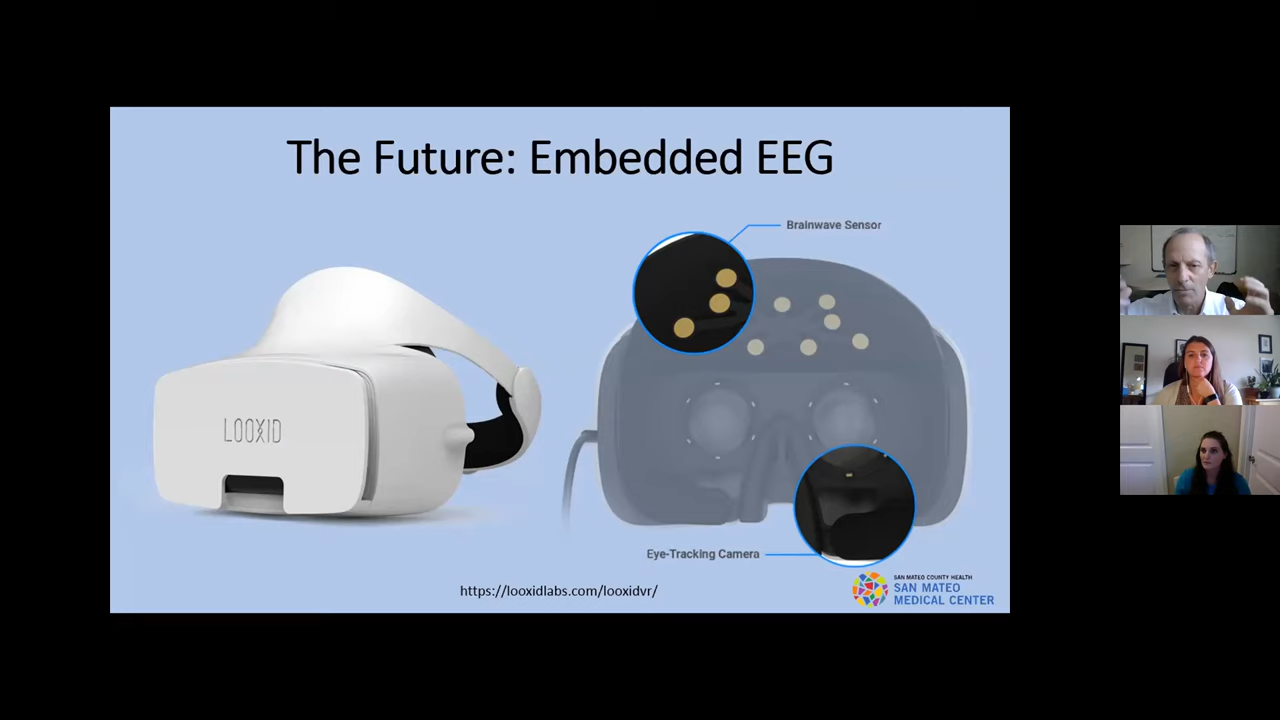 The Future: Embedded EEG
Brainwave Sensor
LOOXID
Eye-Tracking Camera
https://looxidlabs.com/looxidvr/
SAN MATEO COUNTY HEALTH
SAN MATEO
MEDICAL CENTER